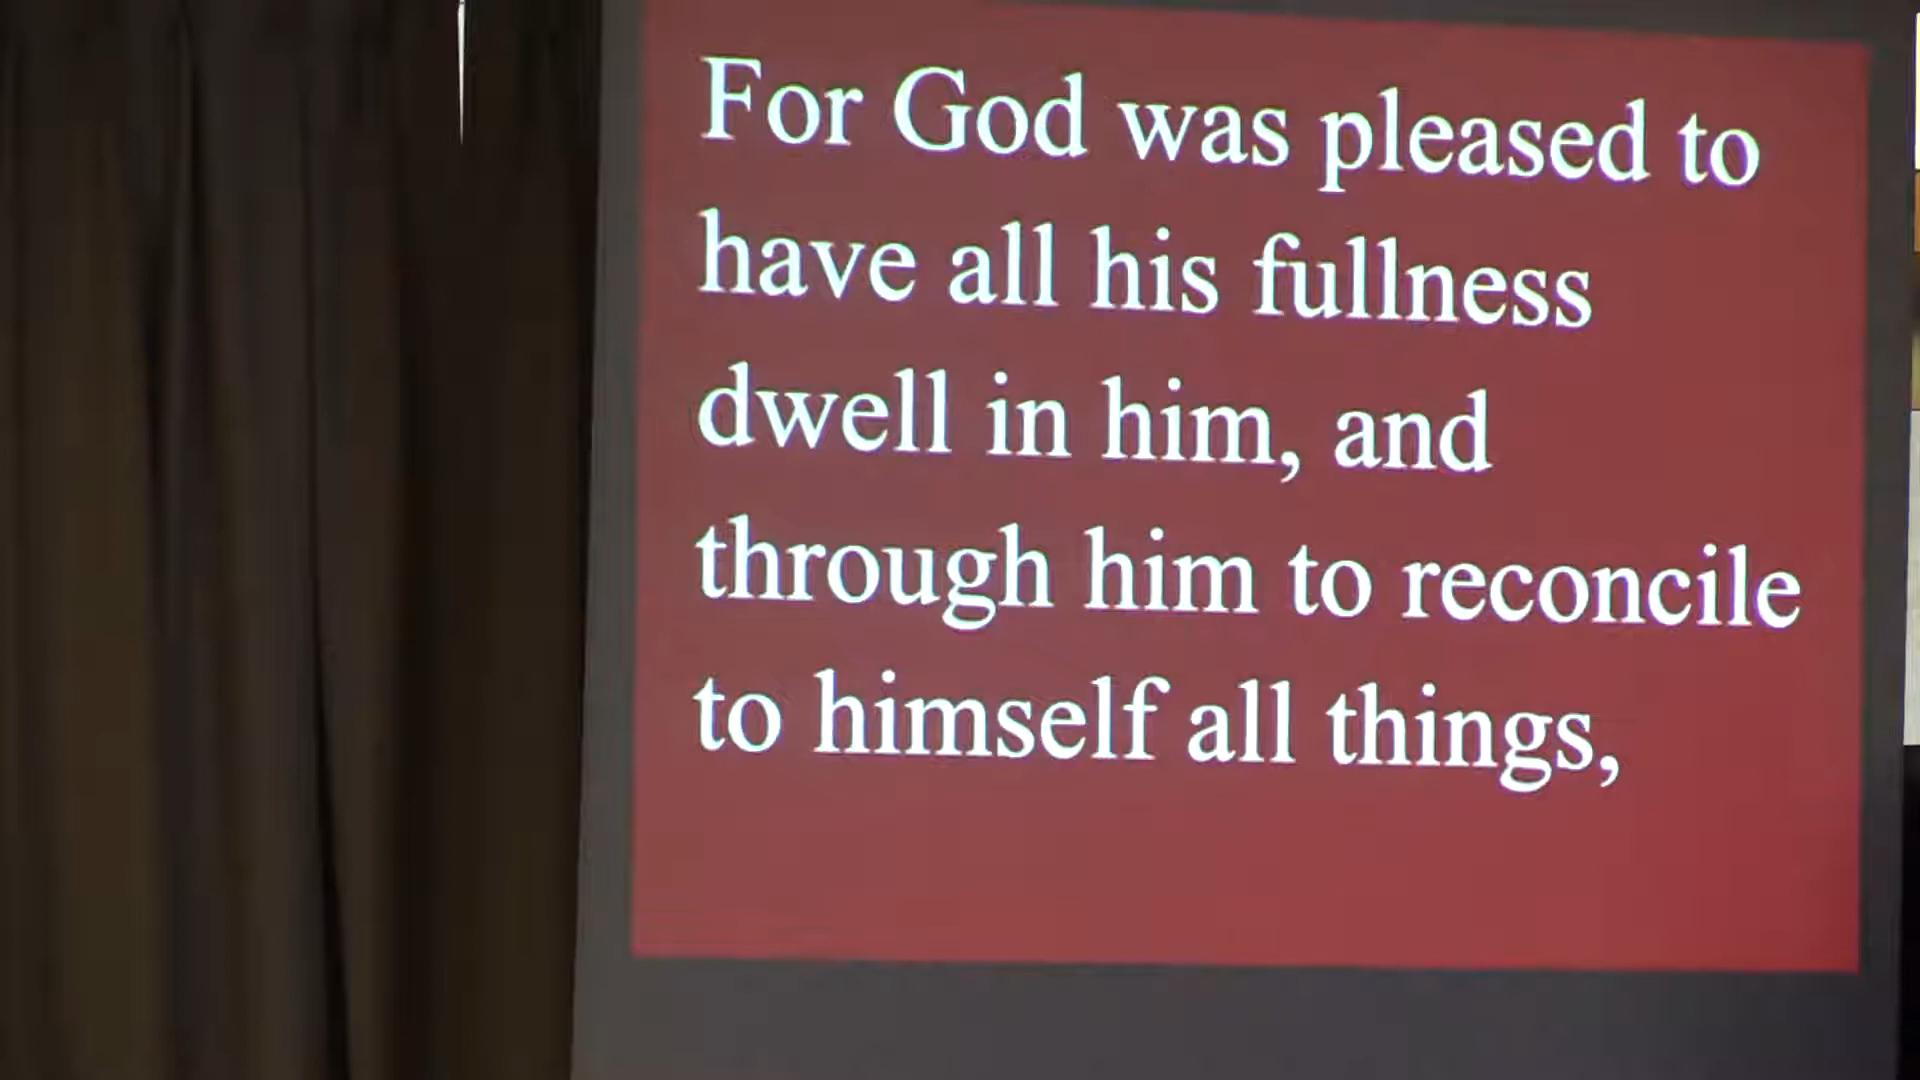 For God was pleased to
have all his fullness
dwell in him, and
through him to reconcile
to himself all things,